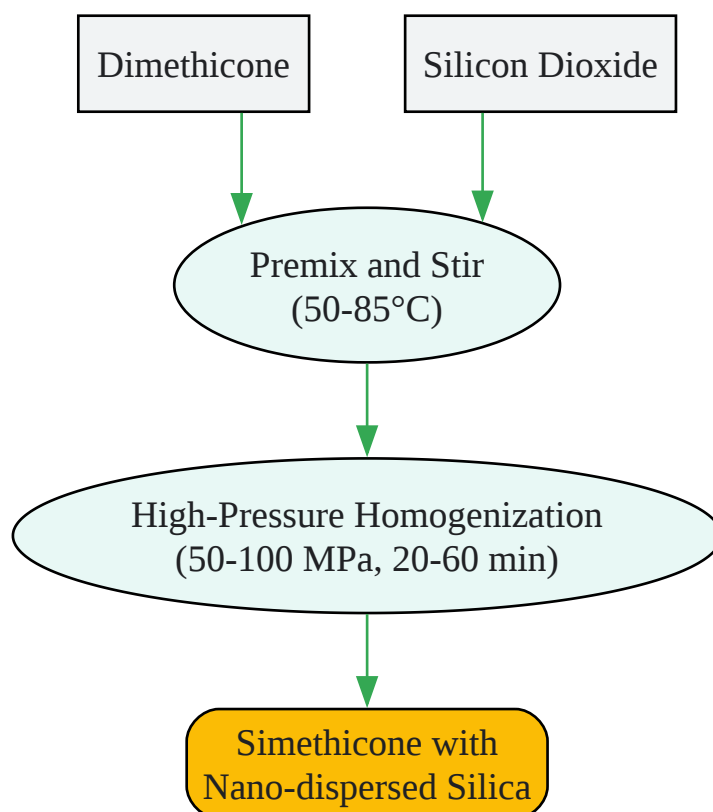 Dimethicone
Silicon Dioxide
Premix and Stir
(50-85°C)
High-Pressure Homogenization
(50-100 MPa, 20-60 min)
Simethicone with
Nano-dispersed Silica